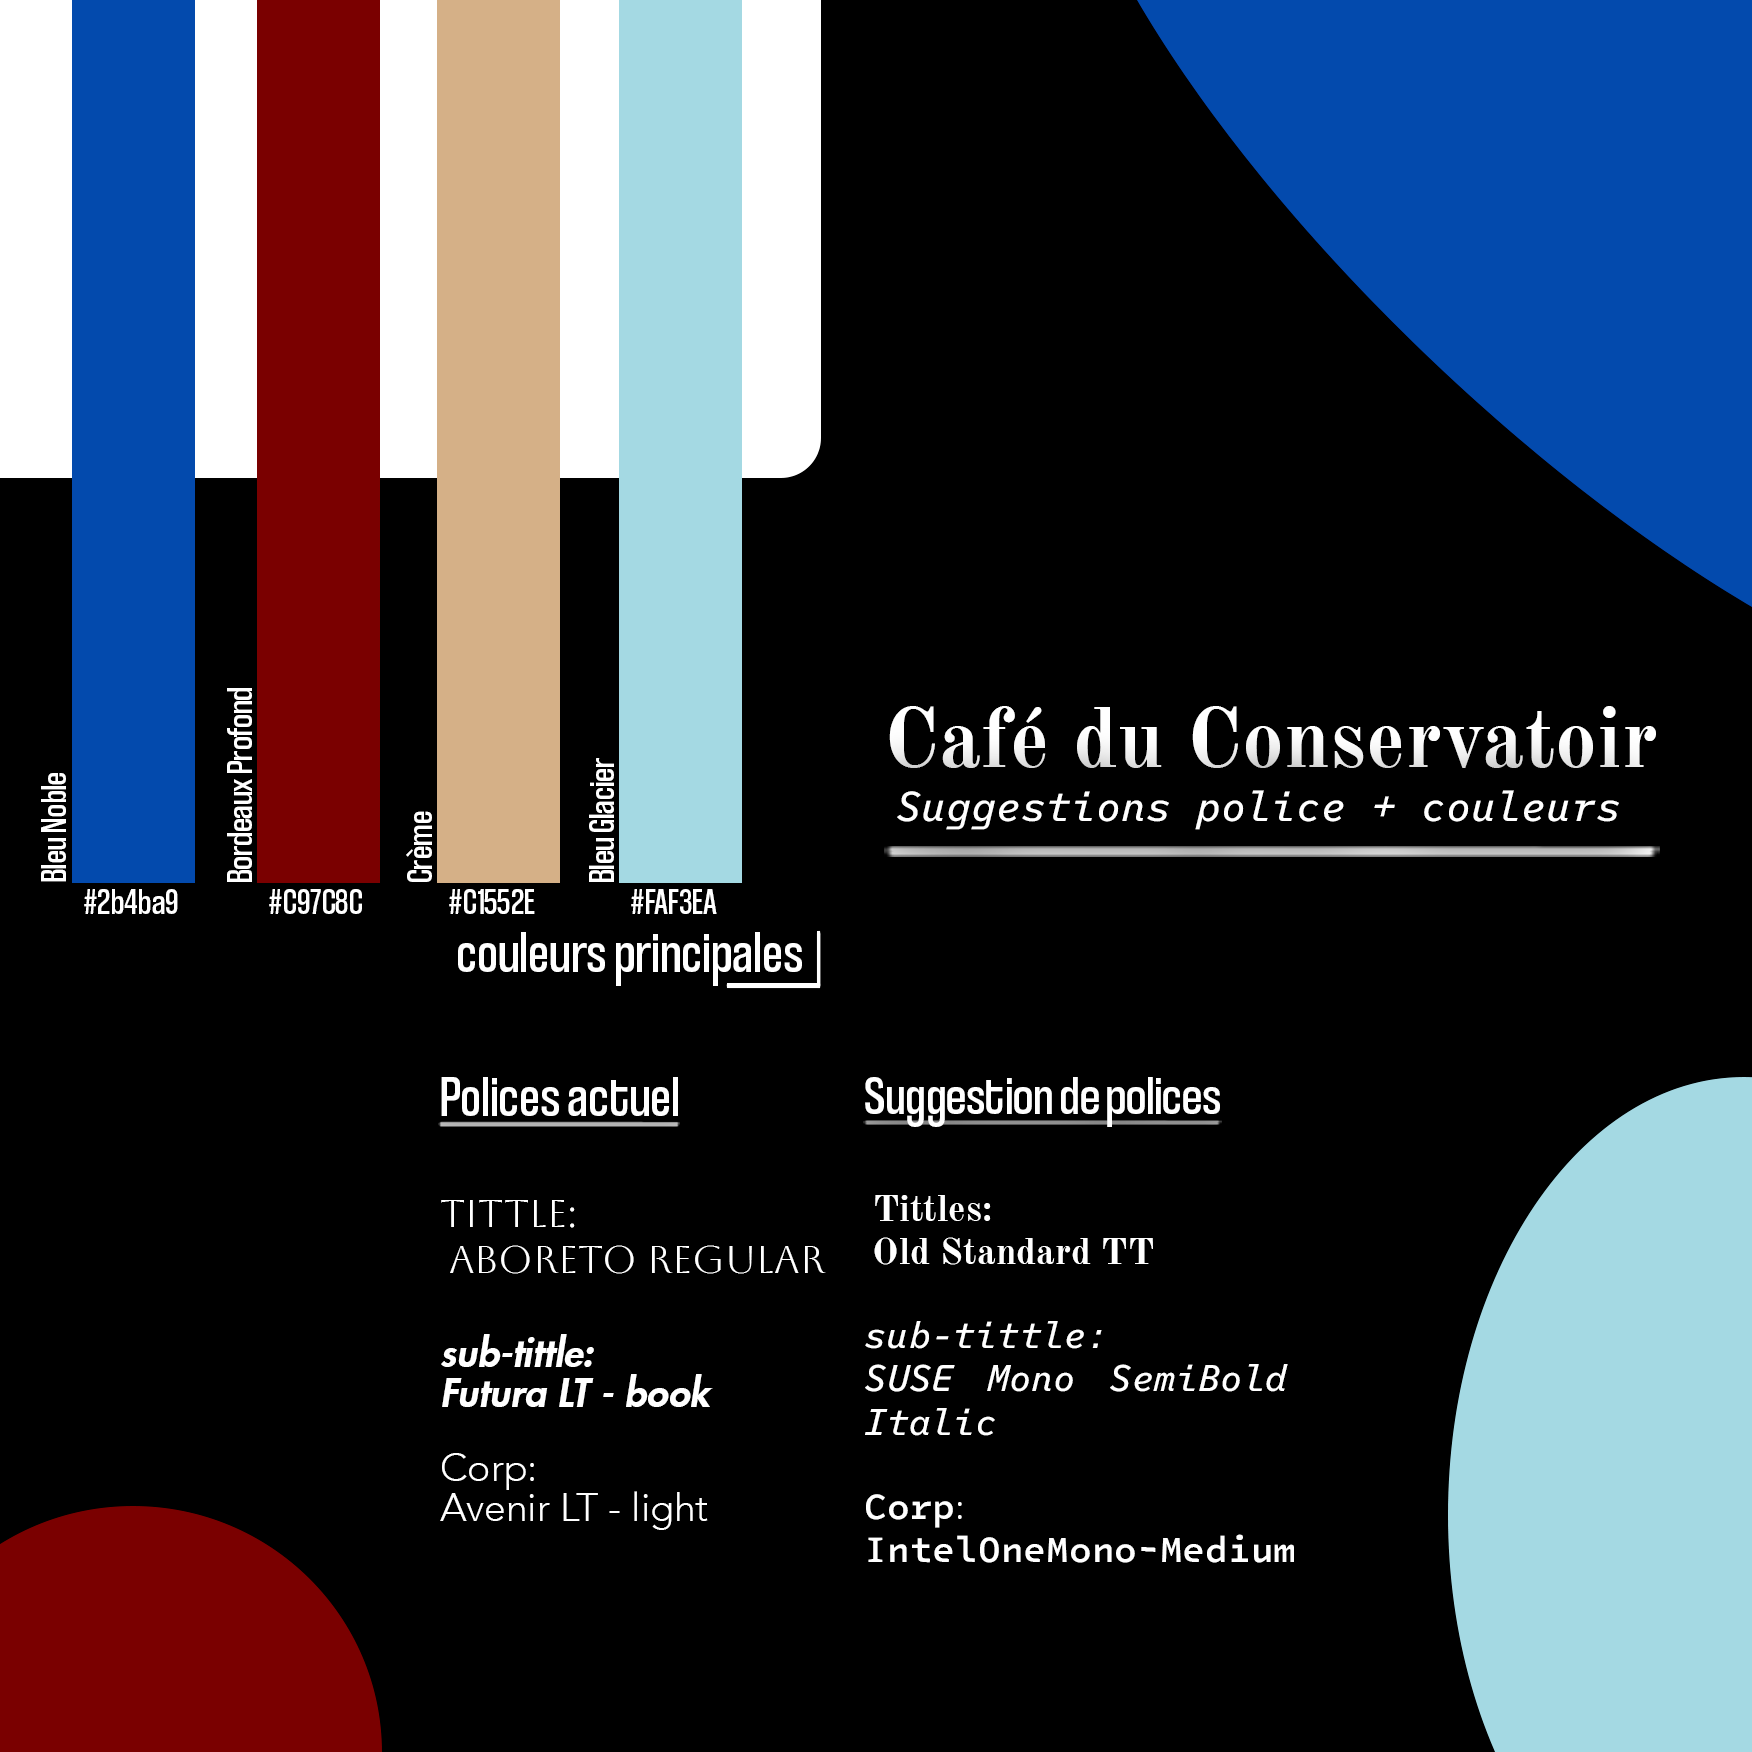 Bleu Noble
Bordeaux Profond
Crème
Bleu Glacier
#2b4ba9
#C97C8C
#C1552E
#FAF3EA
couleurs principales
Café du Conservatoir
Suggestions police + couleurs
Polices actuel
TITTLE:
ABORETO REGULAR
sub-tittle:
Futura LT - book
Corp:
Avenir LT - light
Suggestion de polices
Tittles:
Old Standard TT
sub-tittle:
SUSE Mono SemiBold
Italic
Corp:
IntelOneMono-Medium